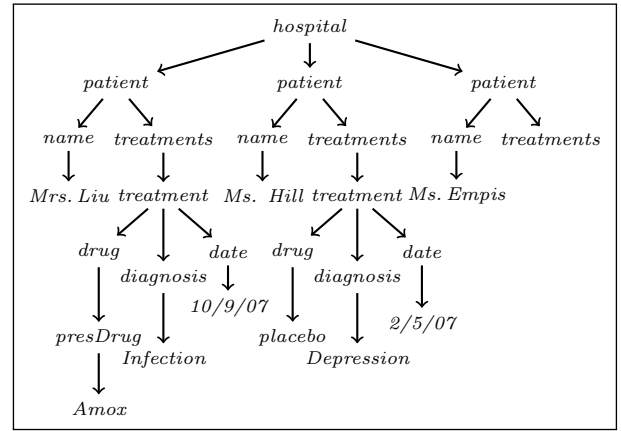 hospital
patient patient patient
name treatments name treatments name treatments
Mrs. Liu treatment Ms. Hill treatment Ms. Empis
drug date drug date
diagnosis diagnosis
10/9/07
2/5/07
presDrug placebo
Infection Depression
Amox